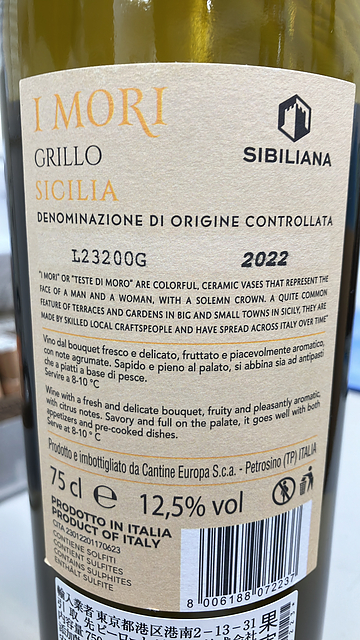 I MORI
GRILLO
SICILIA
SIBILIANA
DENOMINAZIONE DI ORIGINE CONTROLLATA
L23200G 2022
"I MORI" OR "TESTE DI MORO" ARE COLORFUL, CERAMIC VASES THAT REPRESENT THE
FACE OF A MAN AND A WOMAN, WITH A SOLEMN CROWN. A QUITE COMMON
FEATURE OF TERRACES AND GARDENS IN BIG AND SMALL TOWNS IN SICILY, THEY ARE
MADE BY SKILLED LOCAL CRAFTSPEOPLE AND HAVE SPREAD ACROSS ITALY OVER TIME"
Vino dal bouquet fresco e delicato, fruttato e piacevolmente aromatico,
con note agrumate. Sapido e pieno al palato, si abbina sia ad antipasti
che a piatti a base di pesce.
Servire a 8-10 °C
Wine with a fresh and delicate bouquet, fruity and pleasantly aromatic,
with citrus notes. Savory and full on the palate, it goes well with both
appetizers and pre-cooked dishes.
Serve at 8-10 ° C
Prodotto e imbottigliato da Cantine Europa S.c.a. - Petrosino (TP) ITALIA
75 cl e 12,5% vol
PRODOTTO IN ITALIA
PRODUCT OF ITALY
CITA 23012201170623
CONTIENE SOLFITI
CONTIENE SULFITOS
CONTAINS SULPHITES
ENTHÄLT SULFITE
8 006188 072237
輸入業者 東京都港区港南2-13-31